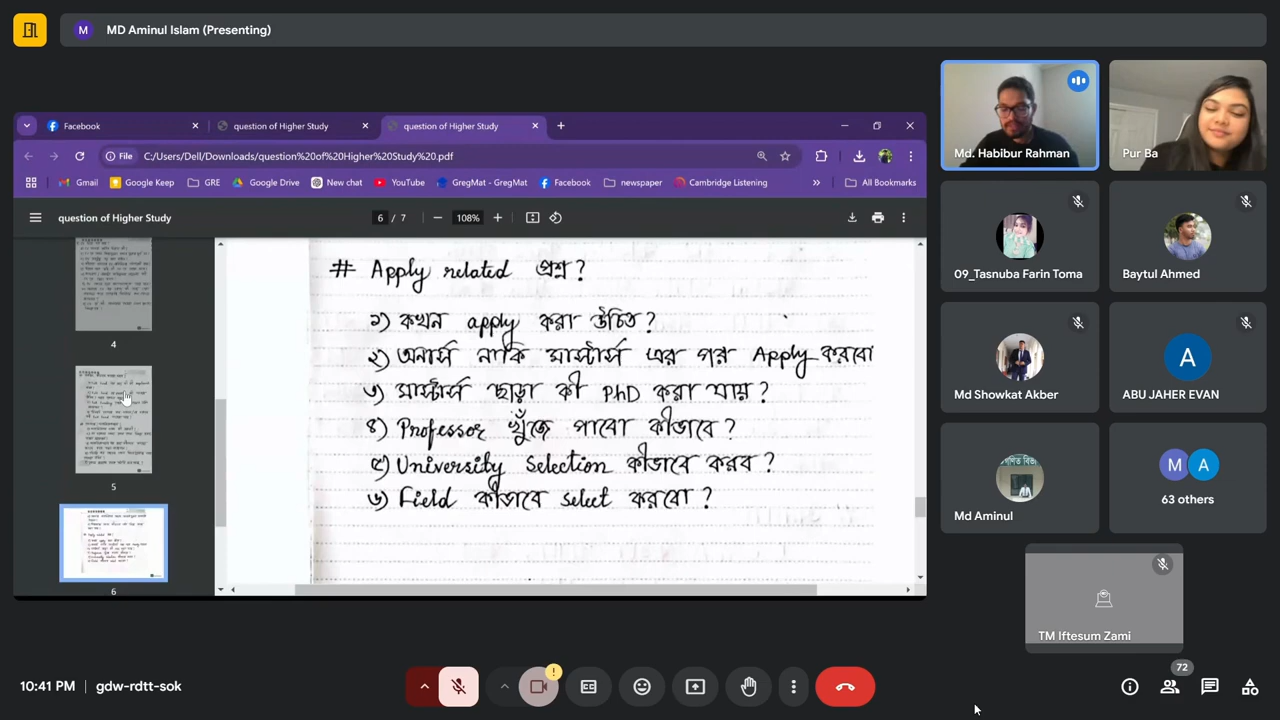 M MD Aminul Islam (Presenting)
Facebook
question of Higher Study
question of Higher Study
File C:/Users/Dell/Downloads/question%20of%20Higher%20Study%20.pdf
Gmail Google Keep GRE Google Drive New chat YouTube GregMat - GregMat Facebook newspaper Cambridge Listening » All Bookmarks
question of Higher Study 6 / 7 108%
4
5
6
# Apply related প্রশ্ন ?
১) কখন apply করা উচিত ?
২) অনার্স নাকি মাস্টার্স এর পর Apply করবো
৩) মাস্টার্স ছাড়া কী PhD করা যায় ?
৪) Professor খুঁজে পাবো কীভাবে ?
৫) University Selection কীভাবে করব ?
৬) Field কীভাবে select করবো ?
Md. Habibur Rahman
Pur Ba
09_Tasnuba Farin Toma
Baytul Ahmed
Md Showkat Akber
A
ABU JAHER EVAN
Md Aminul
M A
63 others
TM Iftesum Zami
10:41 PM gdw-rdtt-sok
72